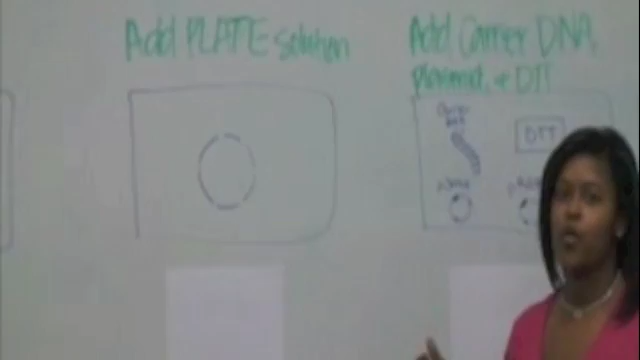 Add PLATE solution
Add Carrier DNA,
plasmid, + DTT
DTT